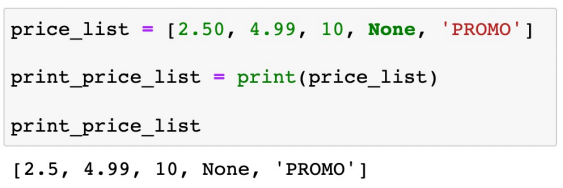 price_list = [2.50, 4.99, 10, None, 'PROMO']
print_price_list = print(price_list)
print_price_list
[2.5, 4.99, 10, None, 'PROMO']